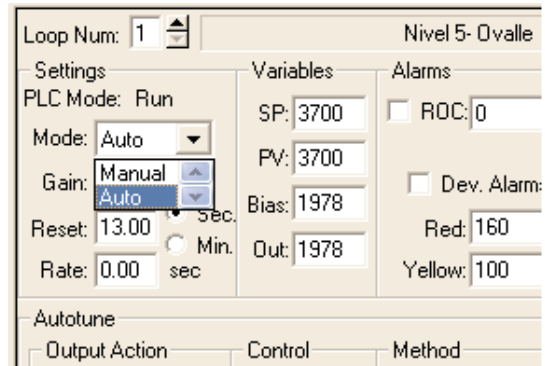 Loop Num: 1 Nivel 5- Ovalle
Settings
PLC Mode: Run
Mode: Auto
Manual
Auto
Gain:
Reset: 13.00 Sec.
Min.
Rate: 0.00 sec
Variables
SP: 3700
PV: 3700
Bias: 1978
Out: 1978
Alarms
ROC: 0
Dev. Alarm
Red: 160
Yellow: 100
Autotune
Output Action Control Method